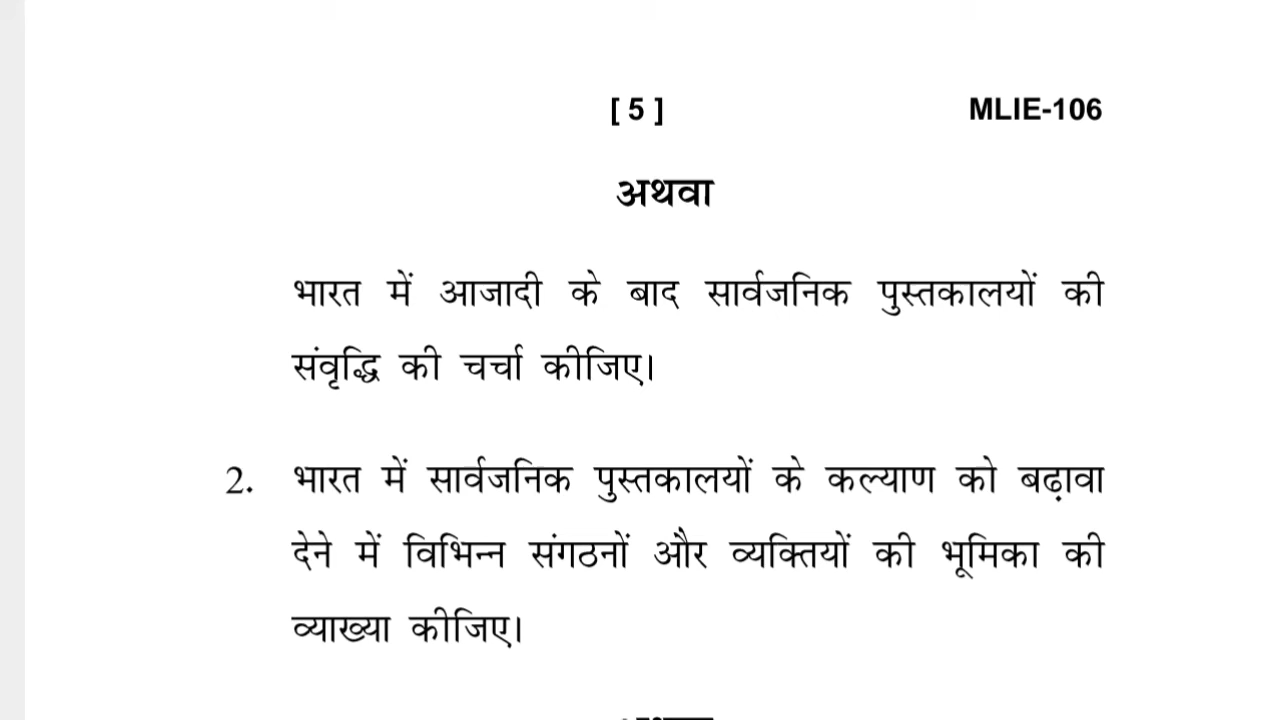 [ 5 ] MLIE-106
अथवा
भारत में आजादी के बाद सार्वजनिक पुस्तकालयों की
संवृद्धि की चर्चा कीजिए।
2. भारत में सार्वजनिक पुस्तकालयों के कल्याण को बढ़ावा
देने में विभिन्न संगठनों और व्यक्तियों की भूमिका की
व्याख्या कीजिए।